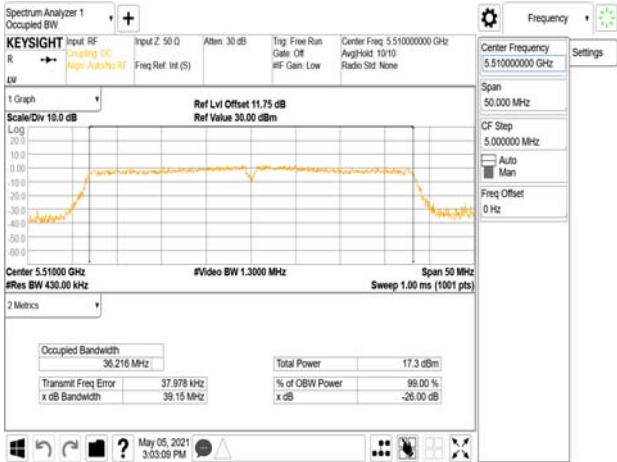 Spectrum Analyzer 1
Occupied BW
+
Frequency
KEYSIGHT
R
Input: RF
Coupling: DC
Align: Auto/No RF
Input Z: 50 Ω
Freq Ref: Int (S)
Atten: 30 dB
Trig: Free Run
Gate: Off
#IF Gain: Low
Center Freq: 5.510000000 GHz
Avg|Hold: 10/10
Radio Std: None
Center Frequency
5.510000000 GHz
Settings
Span
50.000 MHz
CF Step
5.000000 MHz
Auto
Man
Freq Offset
0 Hz
1 Graph
Scale/Div 10.0 dB
Ref Lvl Offset 11.75 dB
Ref Value 30.00 dBm
Log
20.0
10.0
0.00
-10.0
-20.0
-30.0
-40.0
-50.0
-60.0
Center 5.51000 GHz
#Video BW 1.3000 MHz
Span 50 MHz
#Res BW 430.00 kHz
Sweep 1.00 ms (1001 pts)
2 Metrics
Occupied Bandwidth
36.216 MHz
Total Power 17.3 dBm
Transmit Freq Error 37.978 kHz
% of OBW Power 99.00 %
x dB Bandwidth 39.15 MHz
x dB -26.00 dB
?
May 05, 2021
3:03:09 PM